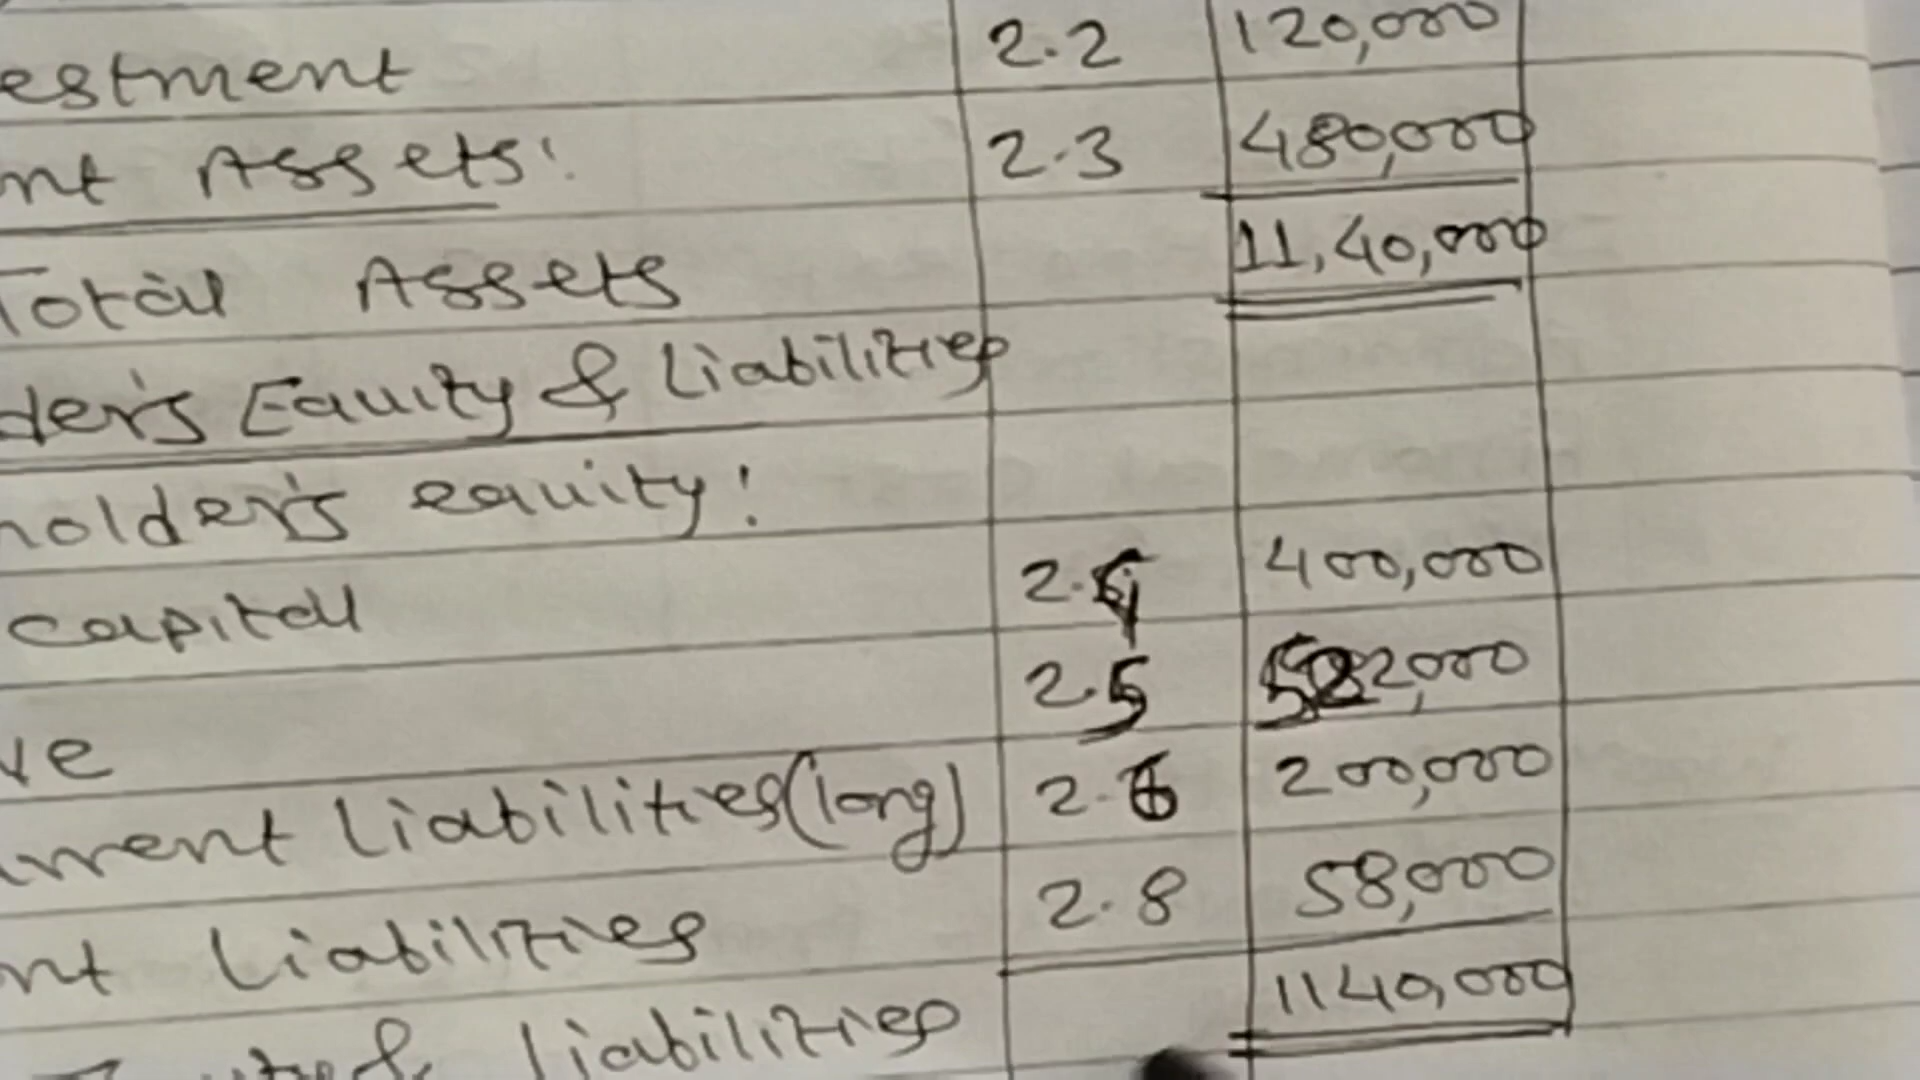 estment 2.2 120,000
nt Assets: 2.3 480,000
Total Assets 11,40,000
der's Equity & Liabilities
holder's equity:
capital 2.4 400,000
ve 2.5 2,000
rrent liabilities (long) 2.6 200,000
nt Liabilities 2.8 58,000
& liabilities 1140,000